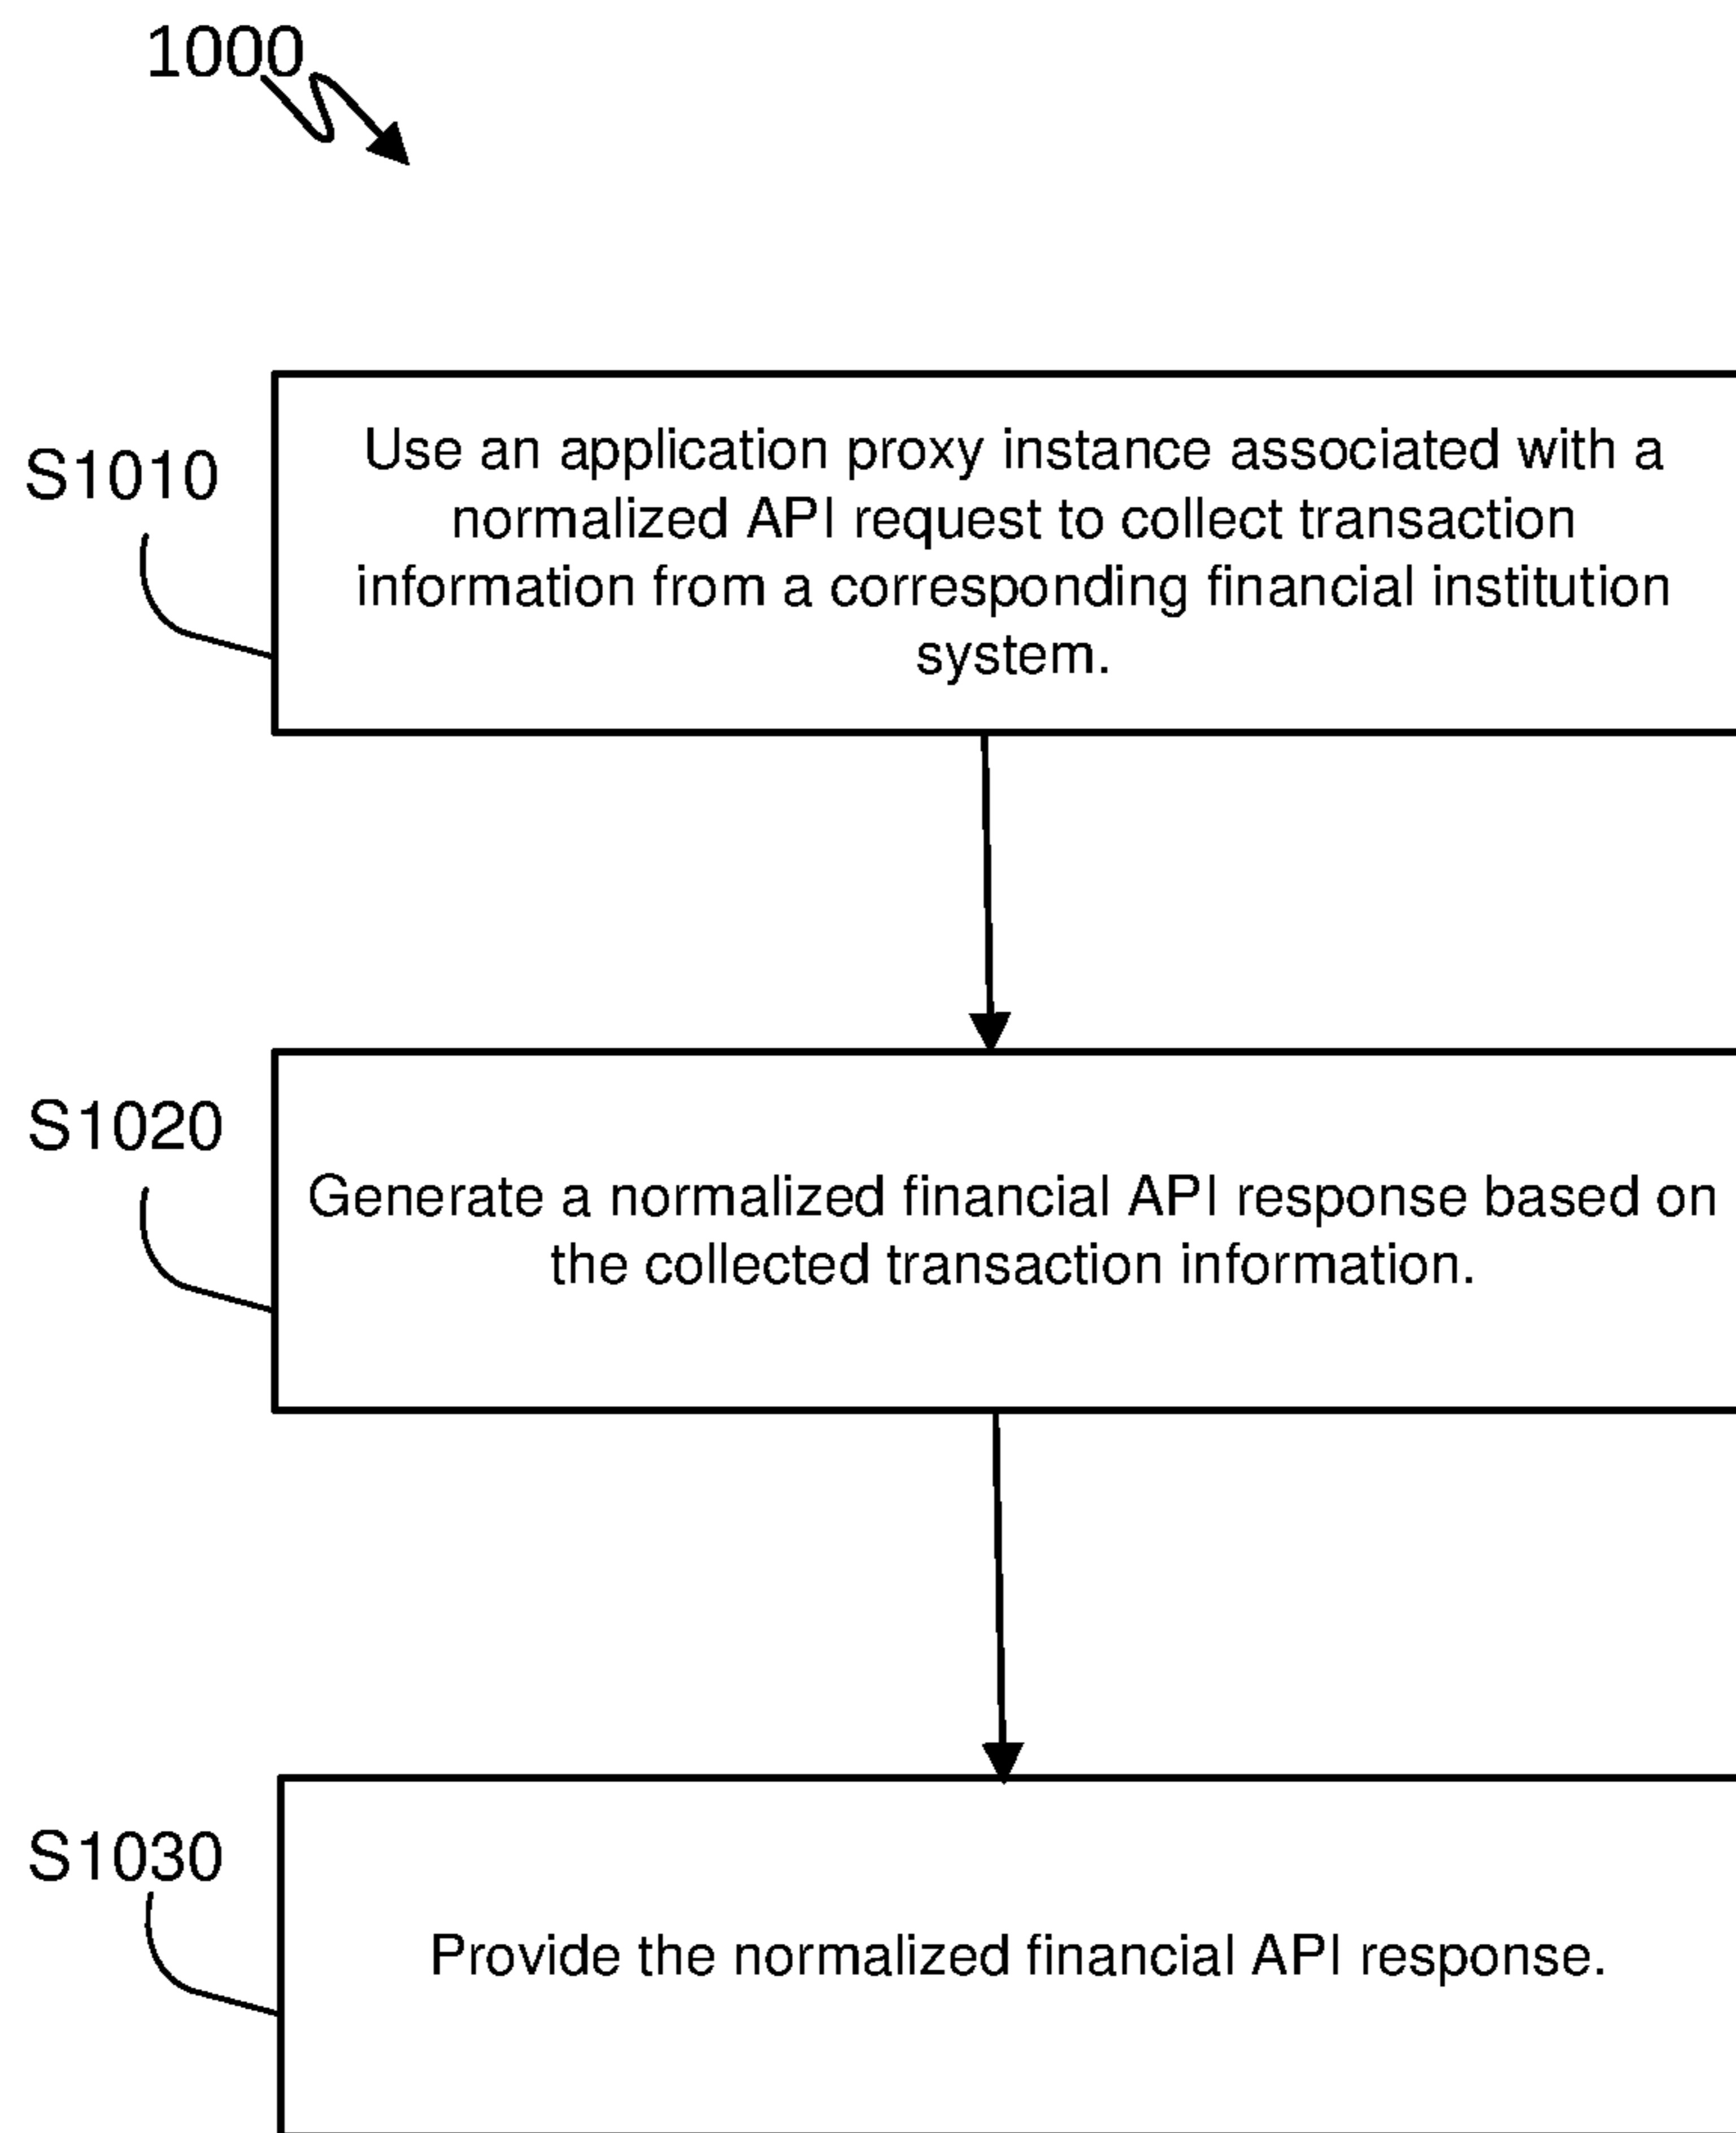 1000
S1010
Use an application proxy instance associated with a
normalized API request to collect transaction
information from a corresponding financial institution
system.
S1020
Generate a normalized financial API response based on
the collected transaction information.
S1030
Provide the normalized financial API response.